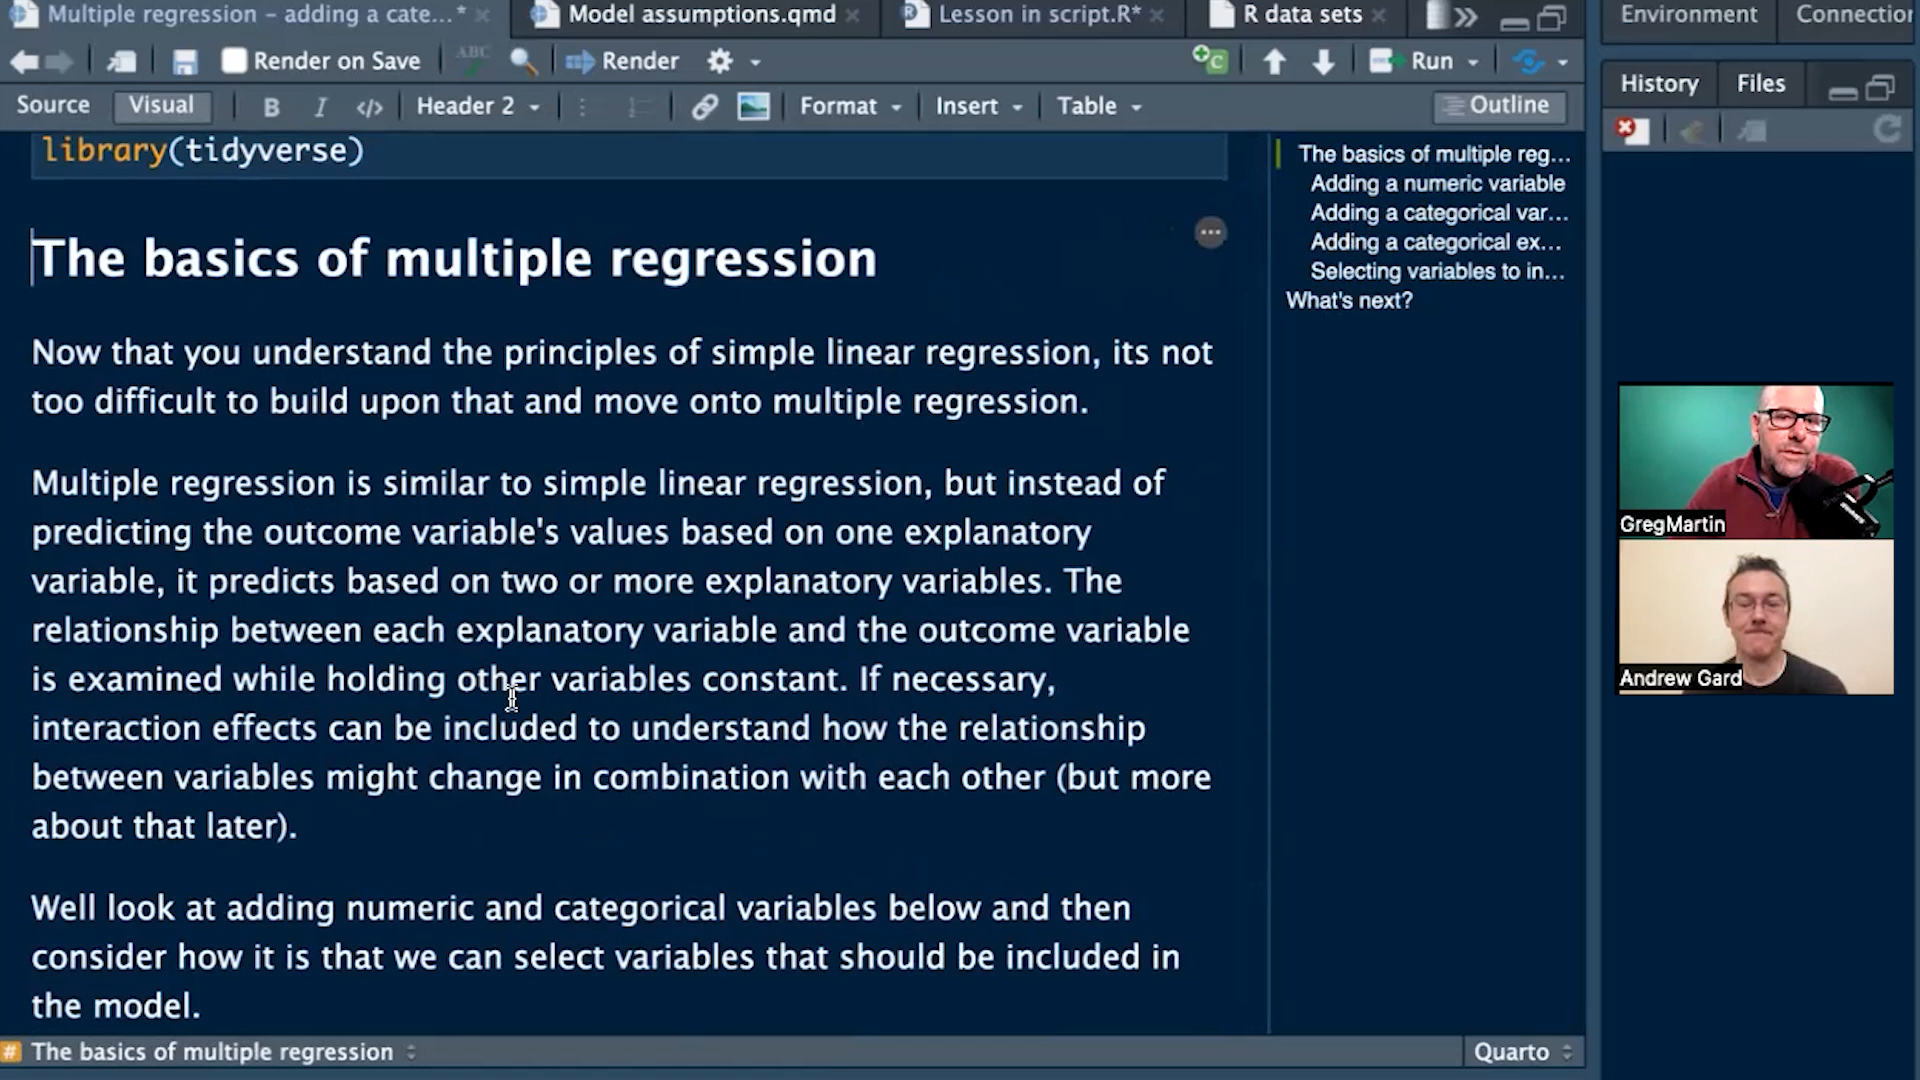 Multiple regression – adding a cate...*
Model assumptions.qmd
Lesson in script.R*
R data sets
Environment
Connection
Render on Save
ABC
Render
Run
History
Files
Source
Visual
B
I
</>
Header 2
Format
Insert
Table
Outline
library(tidyverse)
The basics of multiple regression
Now that you understand the principles of simple linear regression, its not
too difficult to build upon that and move onto multiple regression.
Multiple regression is similar to simple linear regression, but instead of
predicting the outcome variable's values based on one explanatory
variable, it predicts based on two or more explanatory variables. The
relationship between each explanatory variable and the outcome variable
is examined while holding other variables constant. If necessary,
interaction effects can be included to understand how the relationship
between variables might change in combination with each other (but more
about that later).
Well look at adding numeric and categorical variables below and then
consider how it is that we can select variables that should be included in
the model.
The basics of multiple reg...
Adding a numeric variable
Adding a categorical var...
Adding a categorical ex...
Selecting variables to in...
What's next?
GregMartin
Andrew Gard
# The basics of multiple regression
Quarto